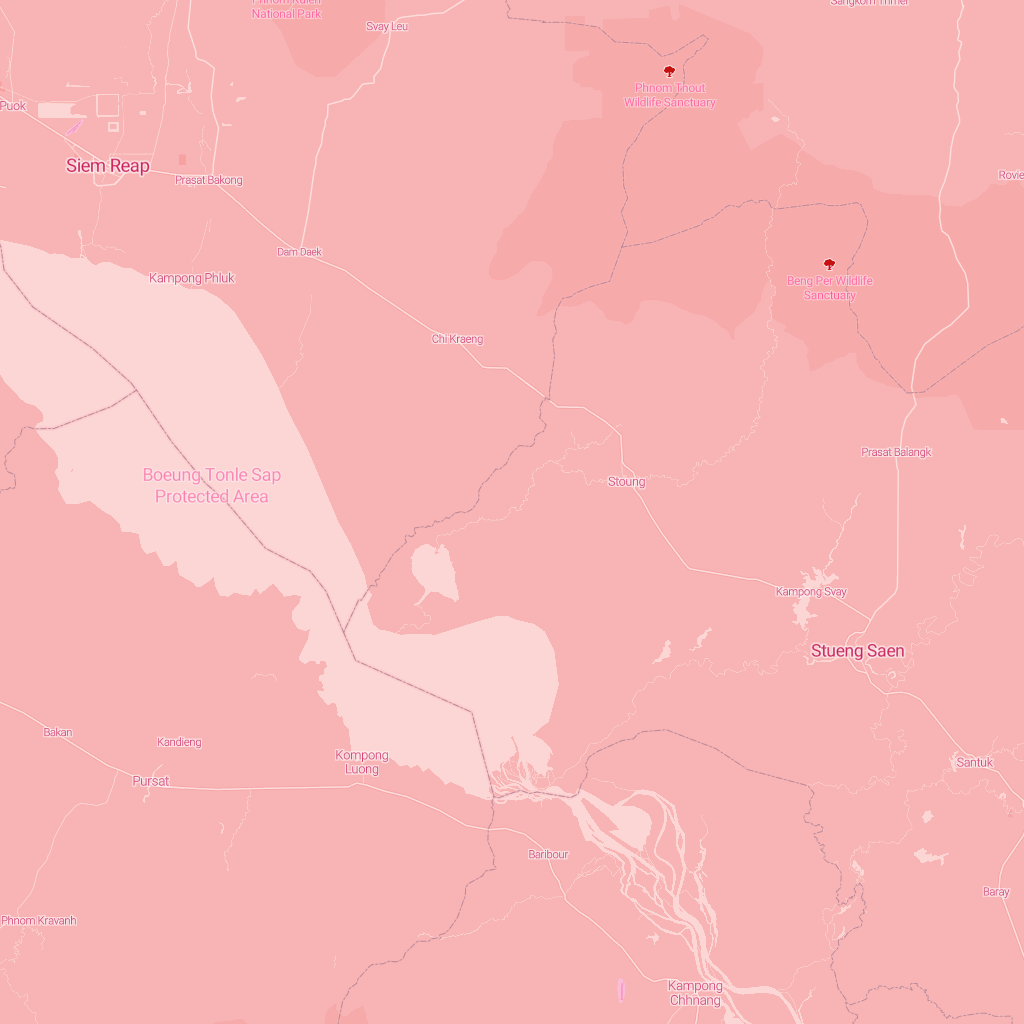 Phnom Kulen
National Park
Svay Leu
Sangkom Thmei
Phnom Thout
Wildlife Sanctuary
Puok
Siem Reap
Prasat Bakong
Dam Daek
Kampong Phluk
Beng Per Wildlife
Sanctuary
Chi Kraeng
Prasat Balangk
Boeung Tonle Sap
Protected Area
Stoung
Kampong Svay
Stueng Saen
Bakan
Kandieng
Kompong
Luong
Pursat
Santuk
Baribour
Baray
Phnom Kravanh
Kampong
Chhnang